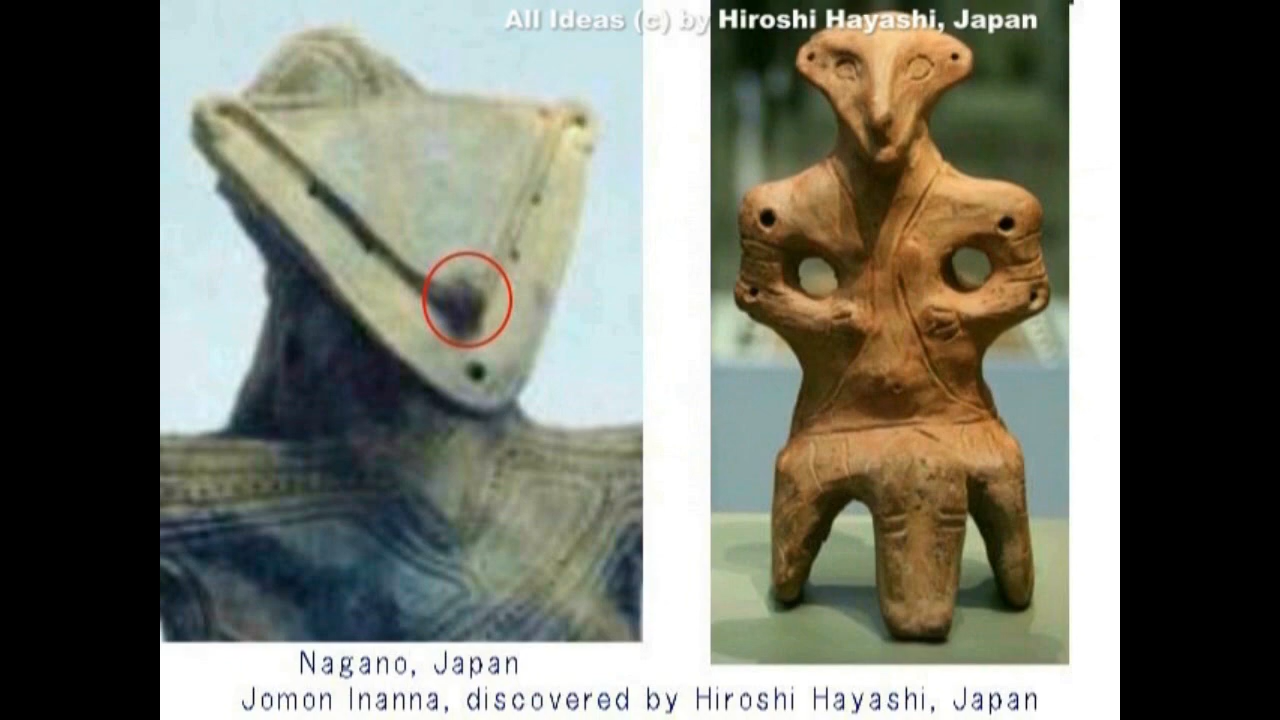 All Ideas (c) by Hiroshi Hayashi, Japan
Nagano, Japan
Jomon Inanna, discovered by Hiroshi Hayashi, Japan